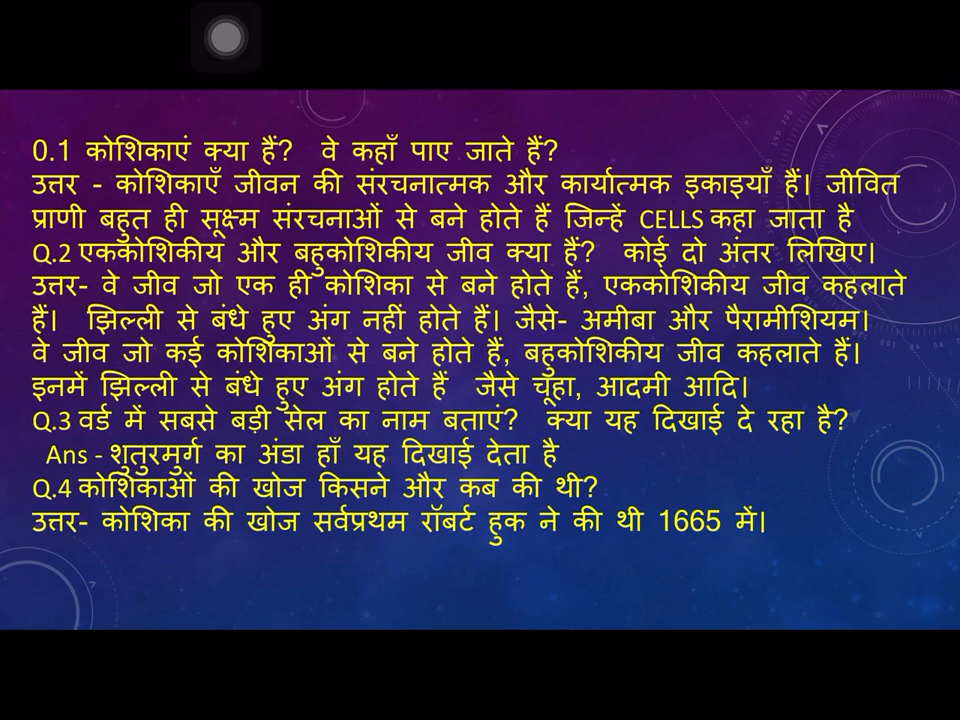 0.1 कोशिकाएं क्या हैं? वे कहाँ पाए जाते हैं?
उत्तर - कोशिकाएँ जीवन की संरचनात्मक और कार्यात्मक इकाइयाँ हैं। जीवित
प्राणी बहुत ही सूक्ष्म संरचनाओं से बने होते हैं जिन्हें CELLS कहा जाता है
Q.2 एककोशिकीय और बहुकोशिकीय जीव क्या हैं? कोई दो अंतर लिखिए।
उत्तर- वे जीव जो एक ही कोशिका से बने होते हैं, एककोशिकीय जीव कहलाते
हैं। झिल्ली से बंधे हुए अंग नहीं होते हैं। जैसे- अमीबा और पैरामीशियम।
वे जीव जो कई कोशिकाओं से बने होते हैं, बहुकोशिकीय जीव कहलाते हैं।
इनमें झिल्ली से बंधे हुए अंग होते हैं जैसे चूहा, आदमी आदि।
Q.3 वर्ड में सबसे बड़ी सेल का नाम बताएं? क्या यह दिखाई दे रहा है?
Ans - शुतुरमुर्ग का अंडा हाँ यह दिखाई देता है
Q.4 कोशिकाओं की खोज किसने और कब की थी?
उत्तर- कोशिका की खोज सर्वप्रथम रॉबर्ट हुक ने की थी 1665 में।